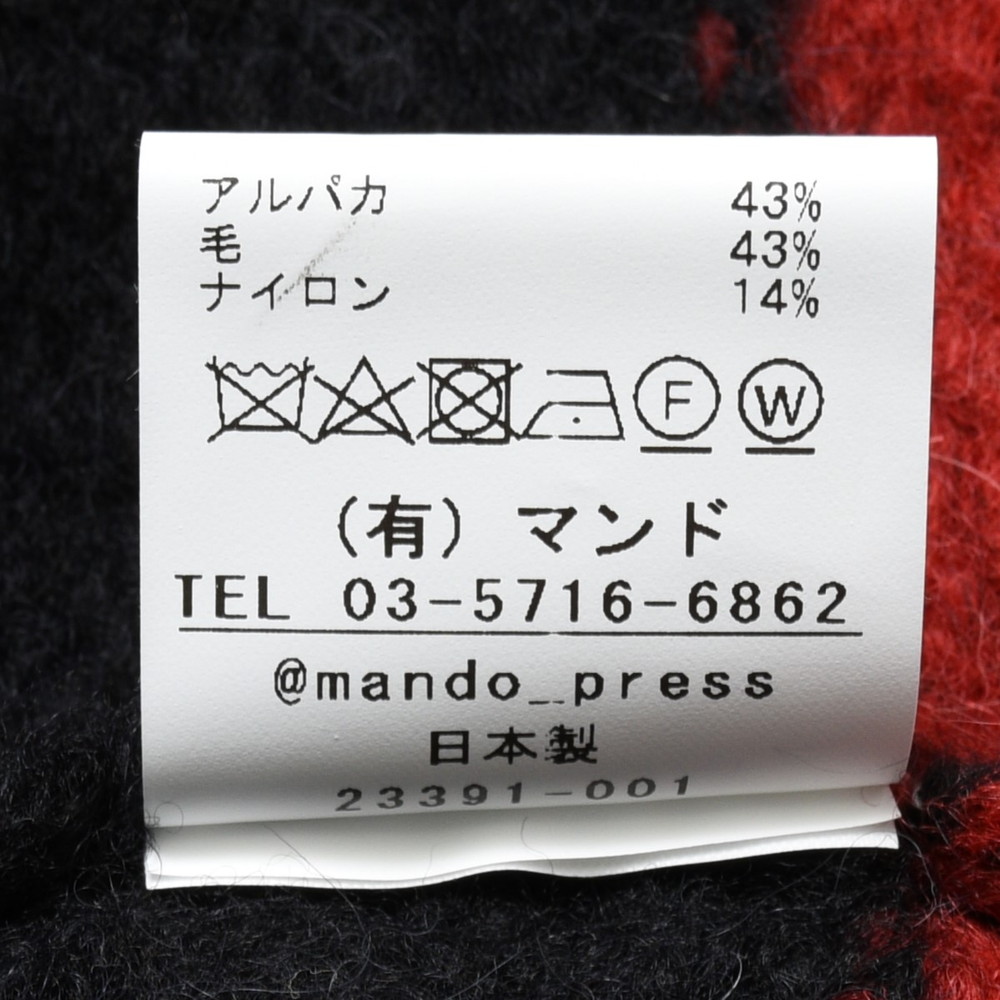 アルパカ 43%
毛 43%
ナイロン 14%
F W
(有) マンド
TEL 03-5716-6862
@mando_press
日本製
23391-001